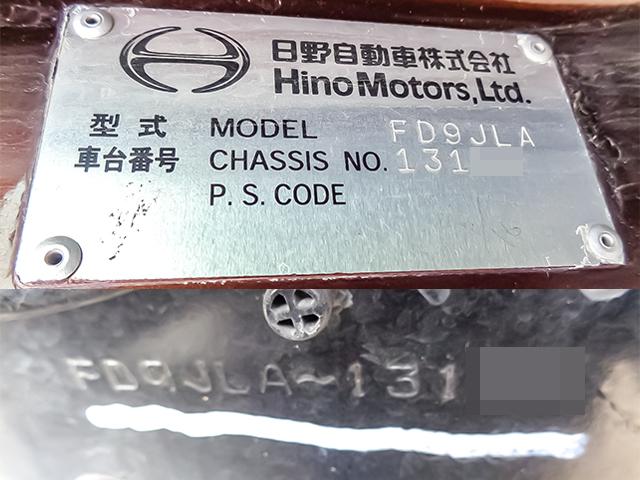 日野自動車株式会社
Hino Motors, Ltd.
型式 MODEL FD9JLA
車台番号 CHASSIS NO. 131
P. S. CODE
FD9JLA-131